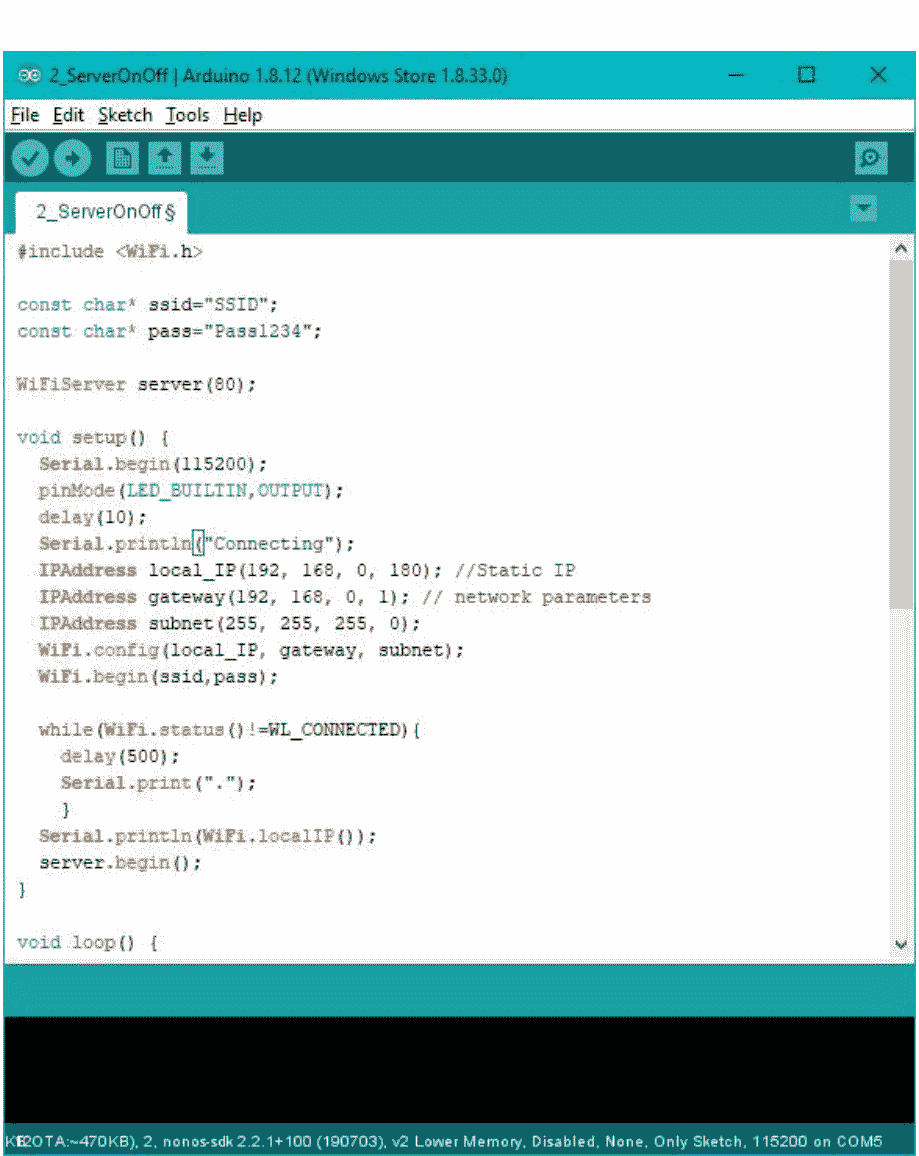 2_ServerOnOff | Arduino 1.8.12 (Windows Store 1.8.33.0)
File Edit Sketch Tools Help
2_ServerOnOff §
#include <WiFi.h>
const char* ssid="SSID";
const char* pass="Pass1234";
WiFiServer server(80);
void setup() {
Serial.begin(115200);
pinMode(LED_BUILTIN,OUTPUT);
delay(10);
Serial.println("Connecting");
IPAddress local_IP(192, 168, 0, 180); //Static IP
IPAddress gateway(192, 168, 0, 1); // network parameters
IPAddress subnet(255, 255, 255, 0);
WiFi.config(local_IP, gateway, subnet);
WiFi.begin(ssid,pass);
while(WiFi.status()!=WL_CONNECTED){
delay(500);
Serial.print(".");
}
Serial.println(WiFi.localIP());
server.begin();
}
void loop() {
OTA:~470KB), 2, nonos-sdk 2.2.1+100 (190703), v2 Lower Memory, Disabled, None, Only Sketch, 115200 on COM5